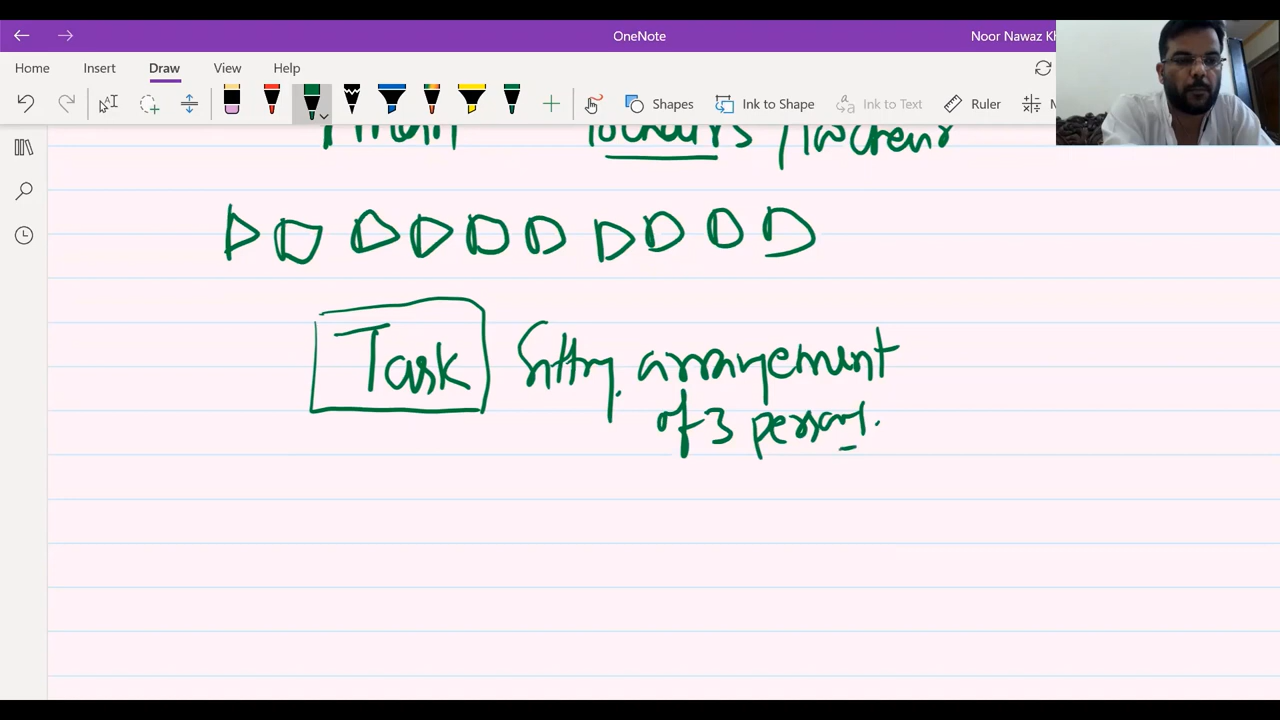 OneNote
Noor Nawaz Kh
Home Insert Draw View Help
Shapes Ink to Shape Ink to Text Ruler M
Task Sitting arrangement
of 3 persons.